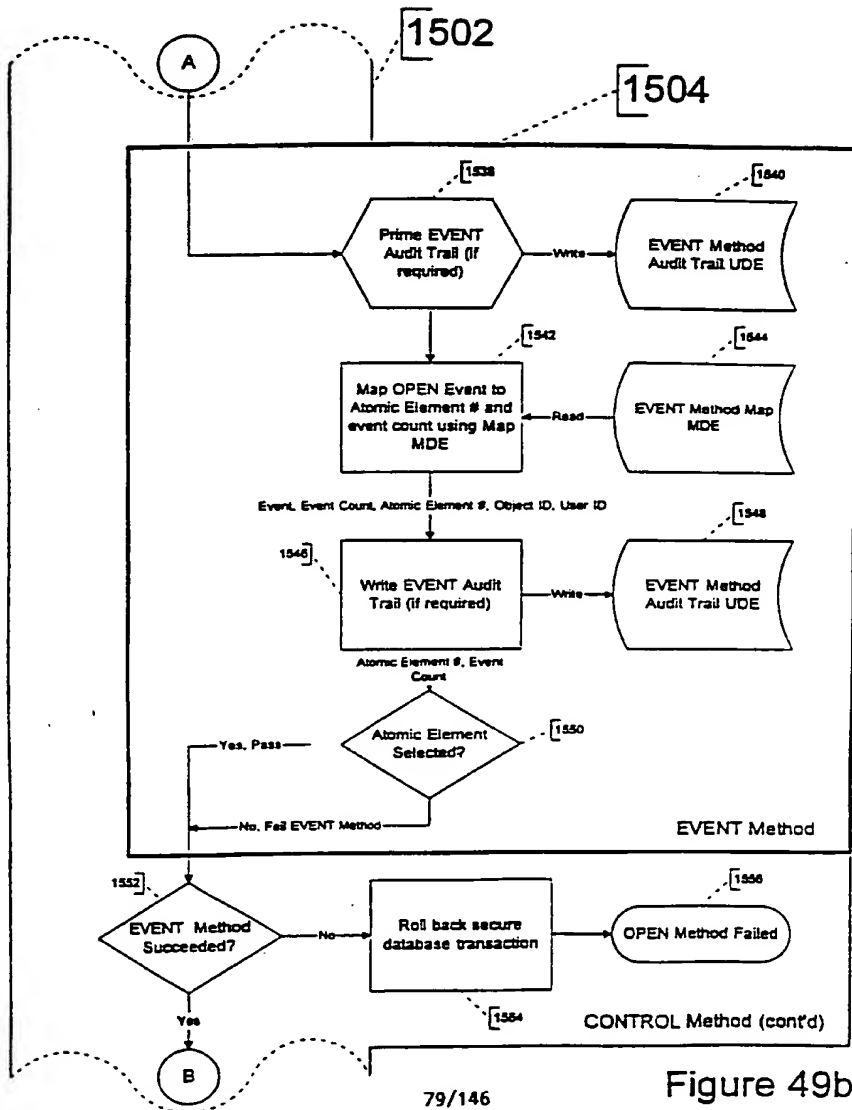 1502
A
1504
1538
1540
Prime EVENT
Audit Trail (if
required)
Write
EVENT Method
Audit Trail UDE
1542
1544
Map OPEN Event to
Atomic Element # and
event count using Map
MDE
Read
EVENT Method Map
MDE
Event, Event Count, Atomic Element #, Object ID, User ID
1546
1548
Write EVENT Audit
Trail (if required)
Write
EVENT Method
Audit Trail UDE
Atomic Element #, Event
Count
1550
Atomic Element
Selected?
Yes, Pass
No, Fail EVENT Method
EVENT Method
1552
1556
EVENT Method
Succeeded?
No
Roll back secure
database transaction
OPEN Method Failed
1554
Yes
CONTROL Method (cont'd)
B
79/146
Figure 49b